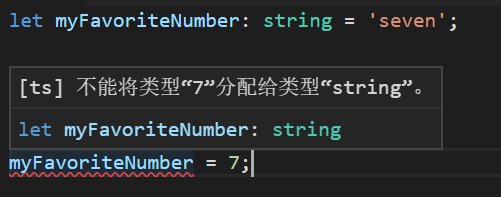 let myFavoriteNumber: string = 'seven';
[ts] 不能将类型“7”分配给类型“string”。
let myFavoriteNumber: string
myFavoriteNumber = 7;